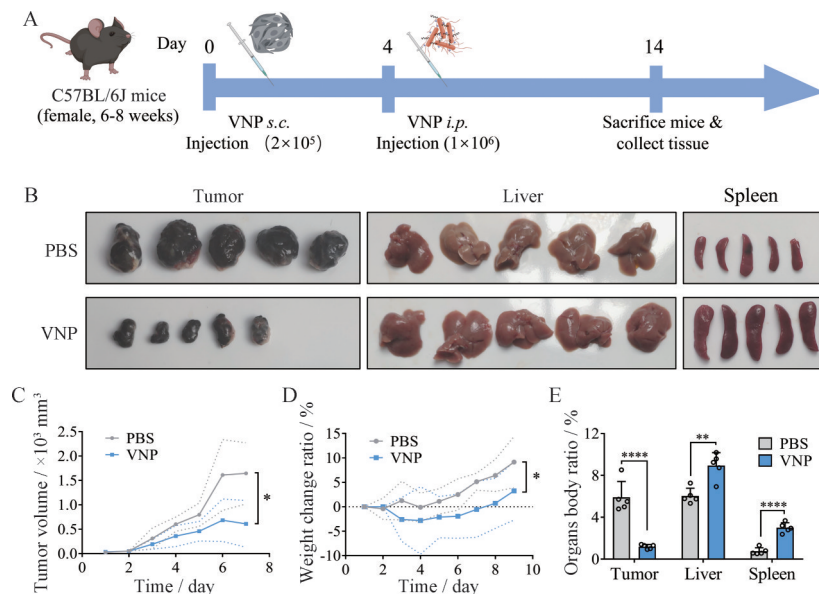 A
Day 0 4 14
C57BL/6J mice
(female, 6-8 weeks)
VNP s.c.
Injection (2×10⁵)
VNP i.p.
Injection (1×10⁶)
Sacrifice mice &
collect tissue
B
Tumor Liver Spleen
PBS
VNP
C
Tumor volume / ×10³ mm³
2.5
2.0
1.5
1.0
0.5
0.0
PBS
VNP
*
0 2 4 6 8
Time / day
D
Weight change ratio / %
20
15
10
5
0
-5
-10
PBS
VNP
*
0 2 4 6 8 10
Time / day
E
Organs body ratio / %
12
8
4
0
PBS
VNP
****
**
****
Tumor Liver Spleen